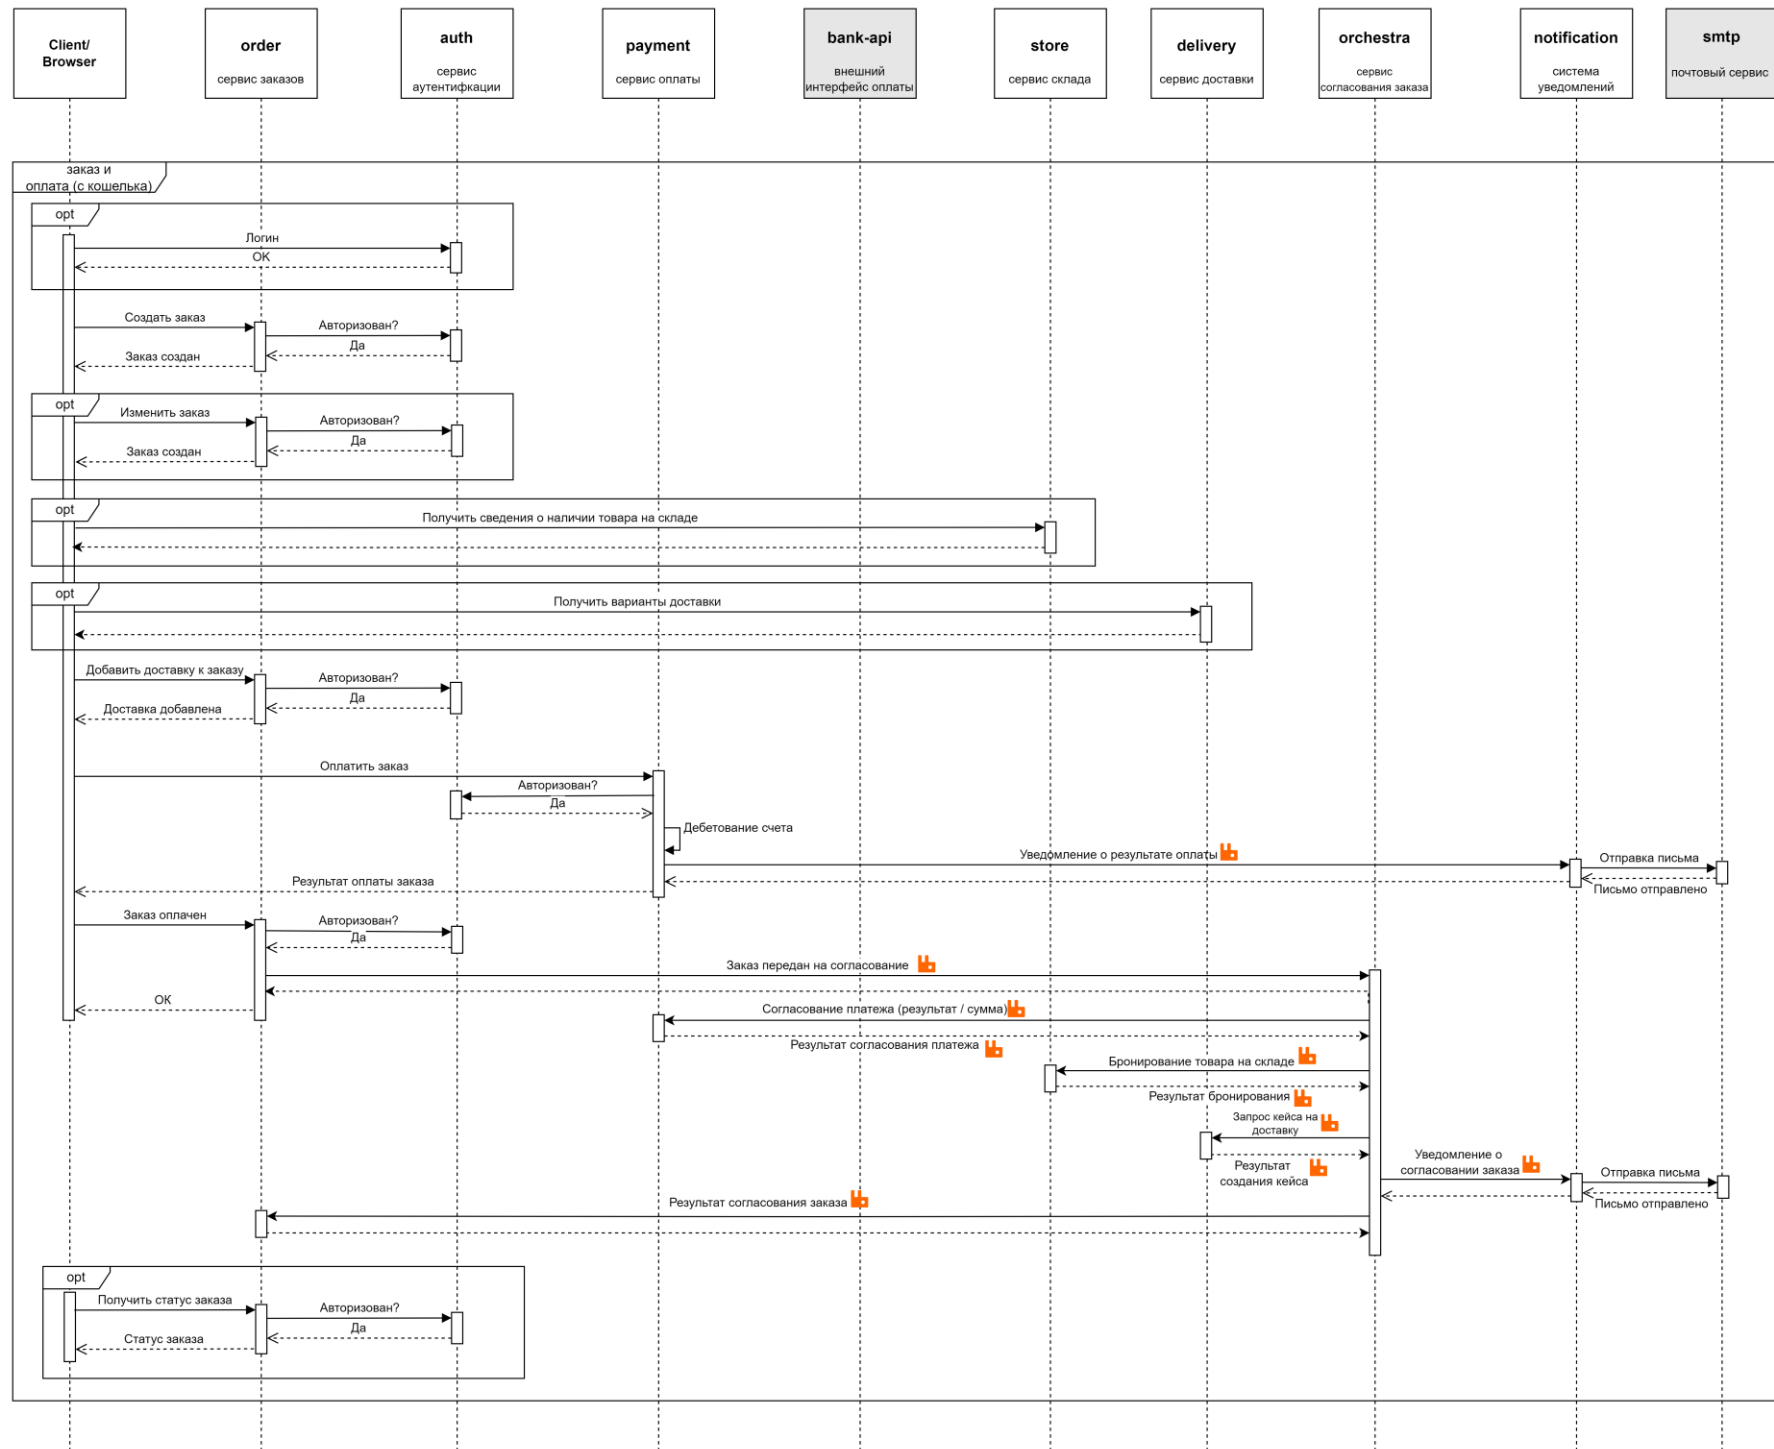 Client/
Browser
order
сервис заказов
auth
сервис
аутентифкации
payment
сервис оплаты
bank-api
внешний
интерфейс оплаты
store
сервис склада
delivery
сервис доставки
orchestra
сервис
согласования заказа
notification
система
уведомлений
smtp
почтовый сервис
заказ и
оплата (с кошелька)
opt
Логин
OK
Создать заказ
Авторизован?
Да
Заказ создан
opt
Изменить заказ
Авторизован?
Да
Заказ создан
opt
Получить сведения о наличии товара на складе
opt
Получить варианты доставки
Добавить доставку к заказу
Авторизован?
Да
Доставка добавлена
Оплатить заказ
Авторизован?
Да
Дебетование счета
Уведомление о результате оплаты
Отправка письма
Письмо отправлено
Результат оплаты заказа
Заказ оплачен
Авторизован?
Да
Заказ передан на согласование
ОК
Согласование платежа (результат / сумма)
Результат согласования платежа
Бронирование товара на складе
Результат бронирования
Запрос кейса на
доставку
Результат
создания кейса
Уведомление о
согласовании заказа
Отправка письма
Письмо отправлено
Результат согласования заказа
opt
Получить статус заказа
Авторизован?
Да
Статус заказа